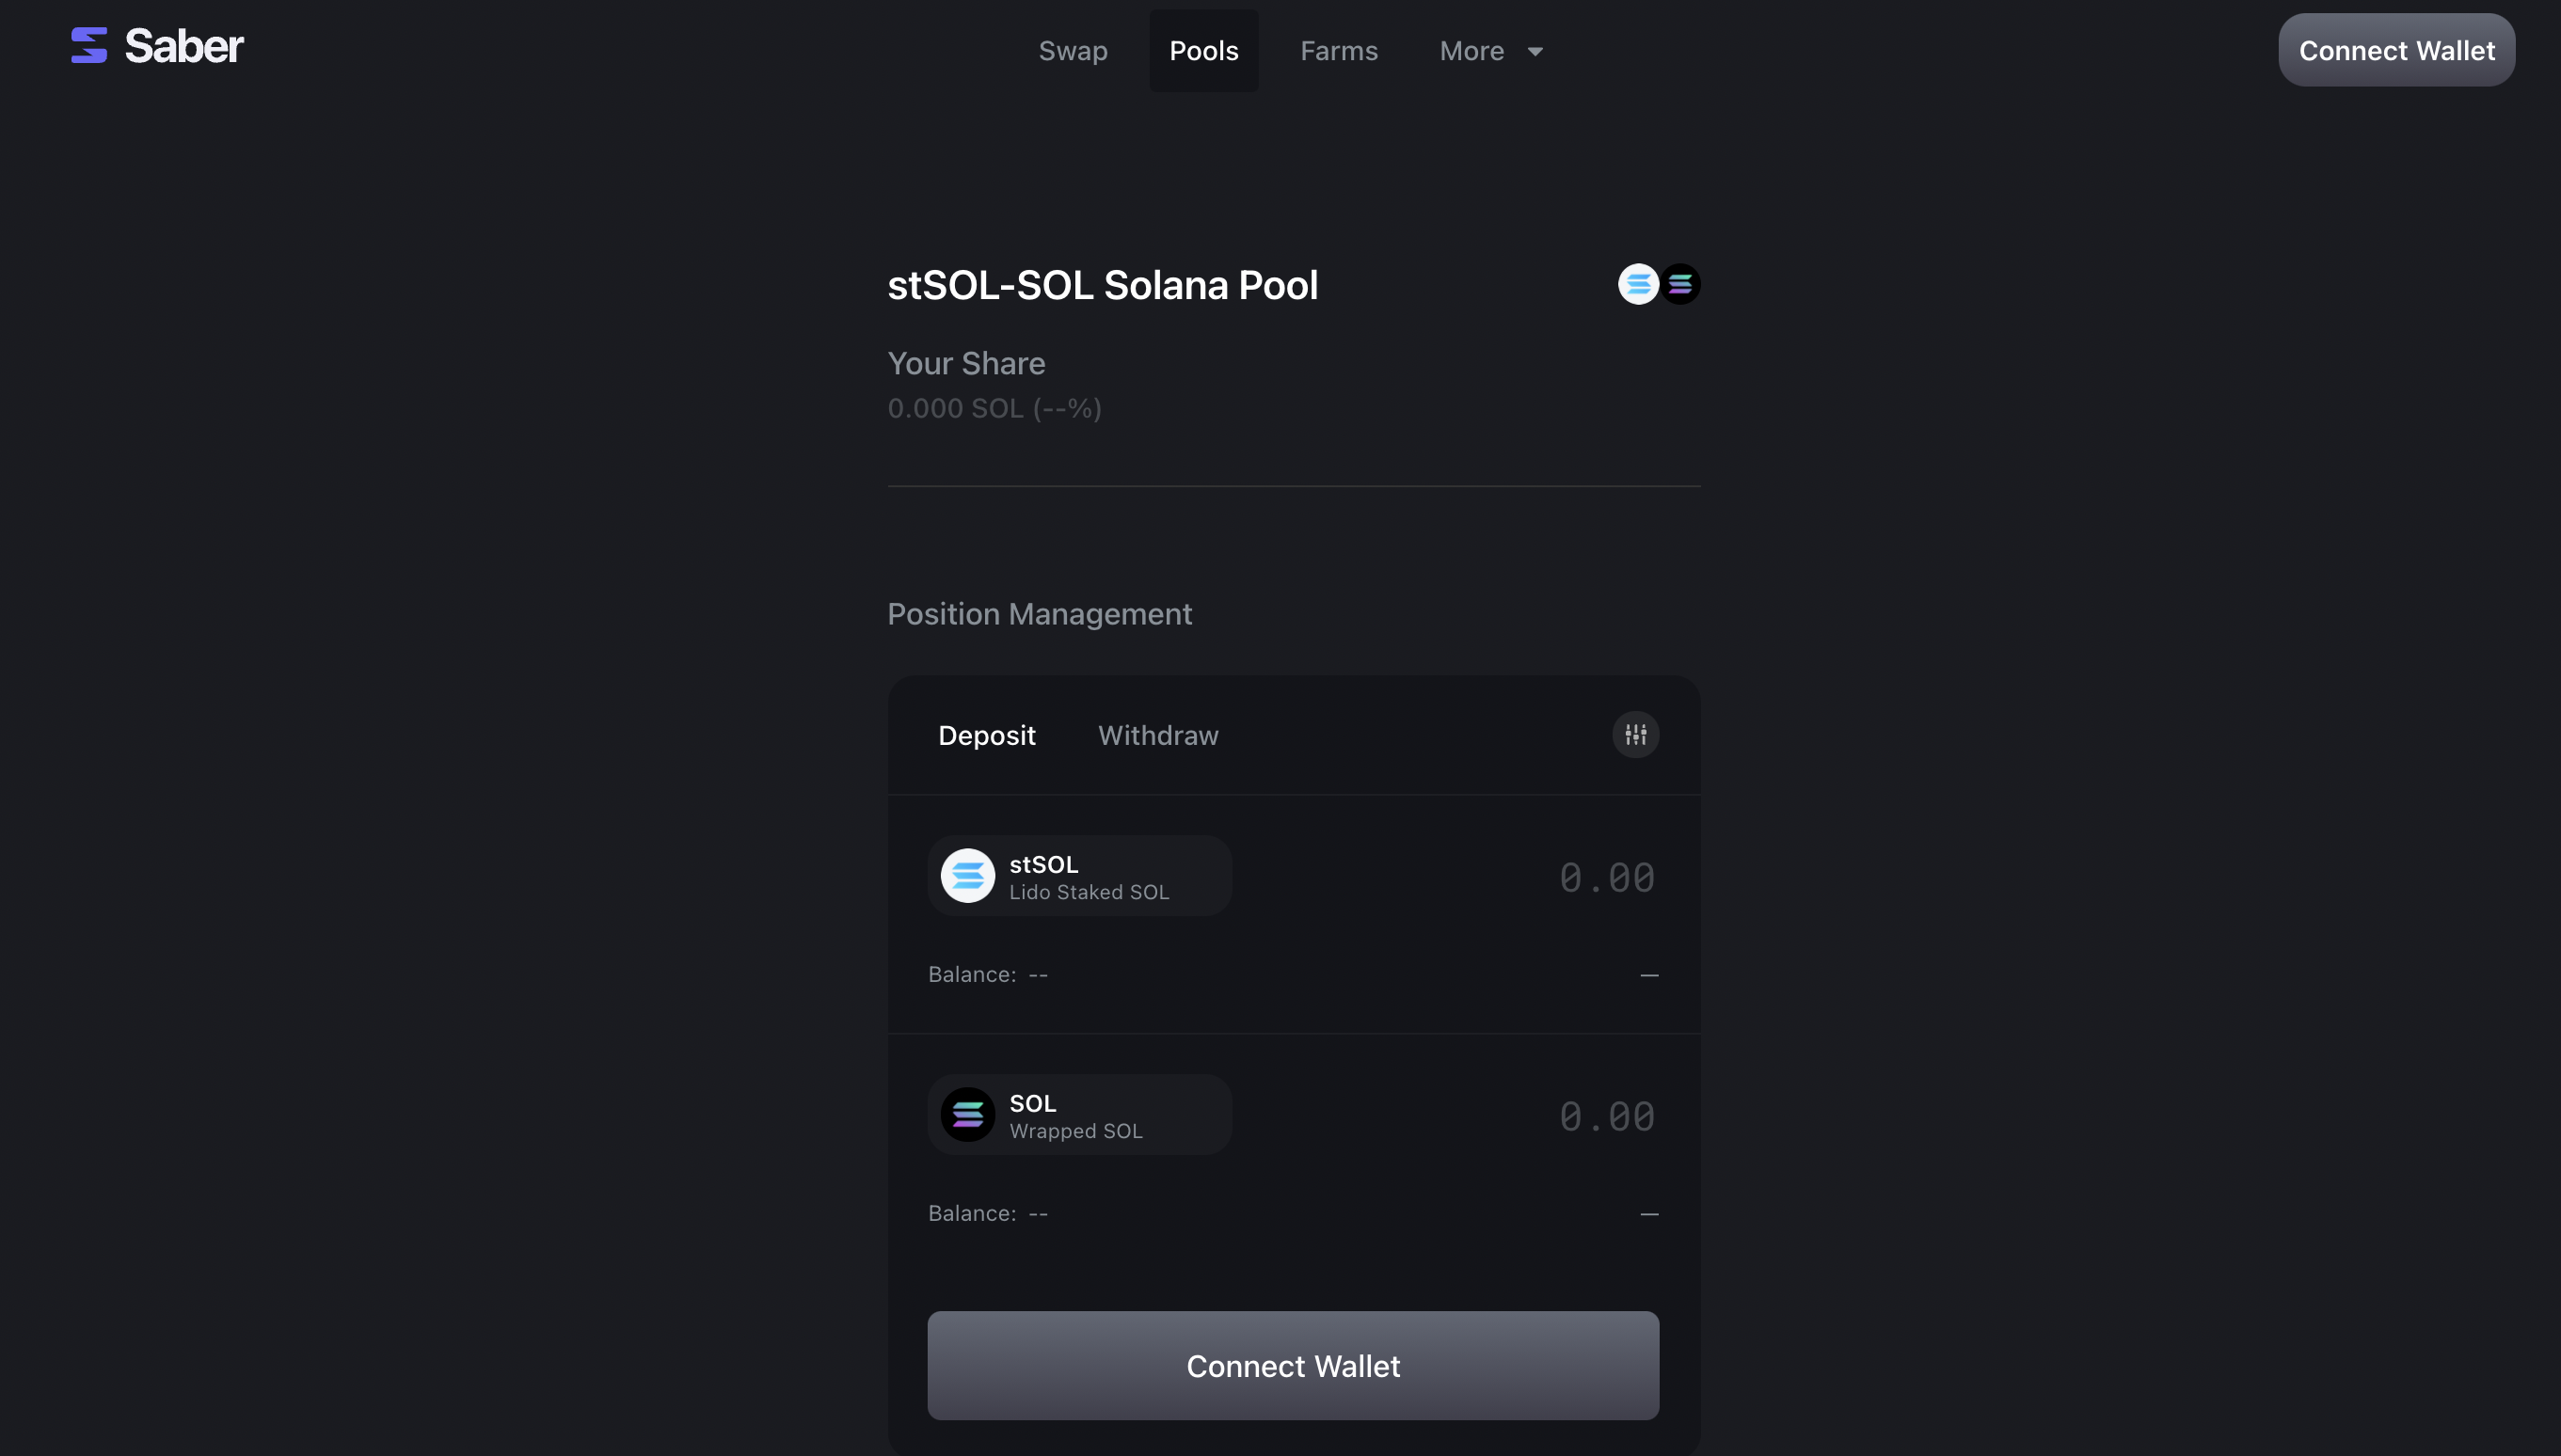 Saber
Swap
Pools
Farms
More
Connect Wallet
stSOL-SOL Solana Pool
Your Share
0.000 SOL (--%)
Position Management
Deposit
Withdraw
stSOL
Lido Staked SOL
0.00
Balance: --
—
SOL
Wrapped SOL
0.00
Balance: --
—
Connect Wallet